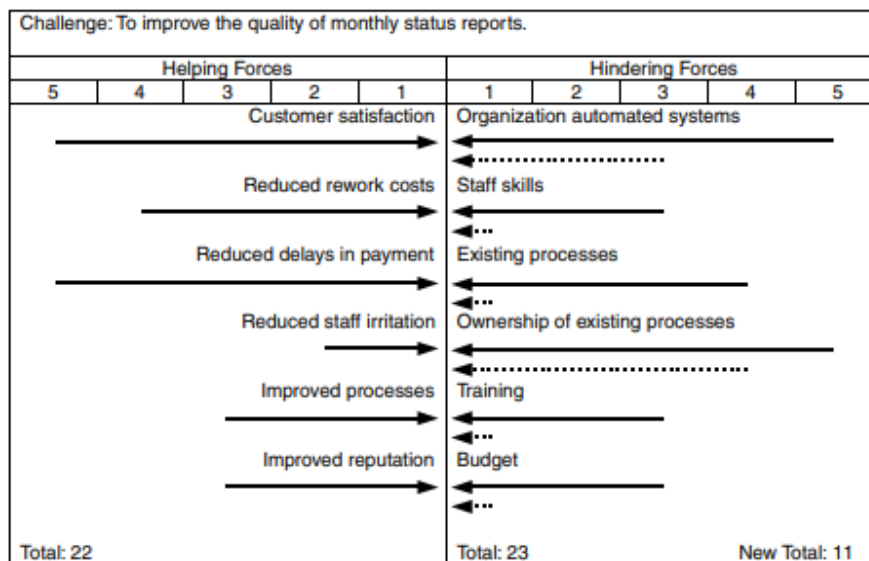 Challenge: To improve the quality of monthly status reports.
Helping Forces Hindering Forces
5 4 3 2 1 1 2 3 4 5
Customer satisfaction Organization automated systems
Reduced rework costs Staff skills
Reduced delays in payment Existing processes
Reduced staff irritation Ownership of existing processes
Improved processes Training
Improved reputation Budget
Total: 22 Total: 23 New Total: 11